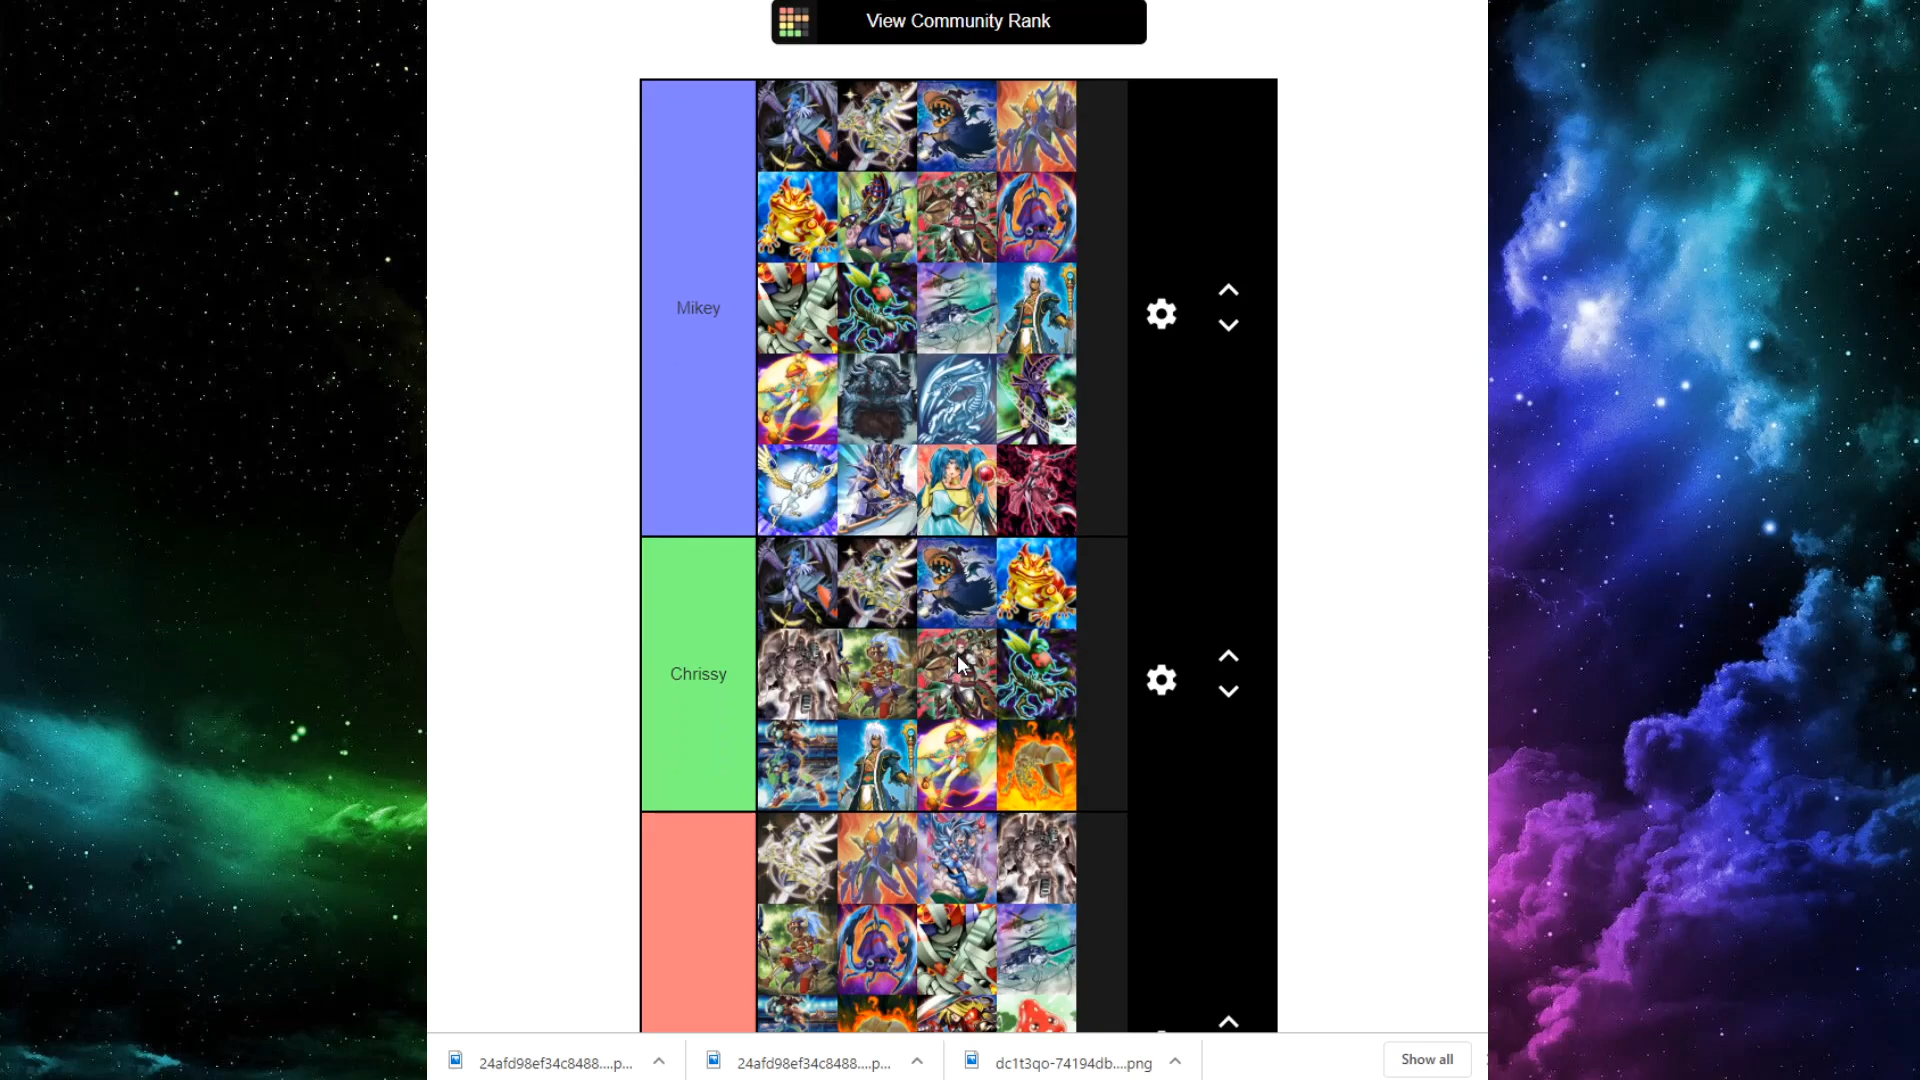 View Community Rank
Mikey
Chrissy
24afd98ef34c8488....p...
24afd98ef34c8488....p...
dc1t3qo-74194db....png
Show all